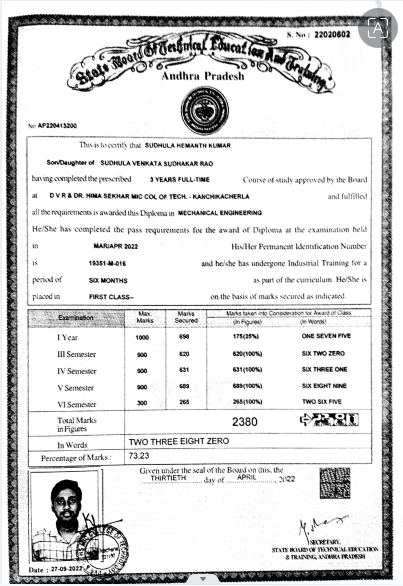 S. No : 22020602
State Board Of Technical Education And Training
Andhra Pradesh
No AP220413200
This is to certify that SUDHULA HEMANTH KUMAR
Son/Daughter of SUDHULA VENKATA SUDHAKAR RAO
having completed the prescribed 3 YEARS FULL-TIME Course of study approved by the Board
at D V R & DR. HIMA SEKHAR MIC COL OF TECH. - KANCHIKACHERLA and fulfilled
all the requirements is awarded this Diploma in MECHANICAL ENGINEERING
He/She has completed the pass requirements for the award of Diploma at the examination held
in MAR/APR 2022 His/Her Permanent Identification Number
is 19351-M-016 and he/she has undergone Industrial Training for a
period of SIX MONTHS as part of the curriculum. He/She is
placed in FIRST CLASS-- on the basis of marks secured as indicated.
Examination Max. Marks Marks Secured Marks taken into Consideration for Award of Class
(In Figures) (In Words)
I Year 1000 698 175(25%) ONE SEVEN FIVE
III Semester 900 620 620(100%) SIX TWO ZERO
IV Semester 900 631 631(100%) SIX THREE ONE
V Semester 900 689 689(100%) SIX EIGHT NINE
VI Semester 300 265 265(100%) TWO SIX FIVE
Total Marks in Figures 2380
In Words TWO THREE EIGHT ZERO
Percentage of Marks : 73.23
Given under the seal of the Board on this, the
THIRTIETH day of APRIL 2022
SECRETARY,
STATE BOARD OF TECHNICAL EDUCATION
& TRAINING, ANDHRA PRADESH
Date : 27-09-2022